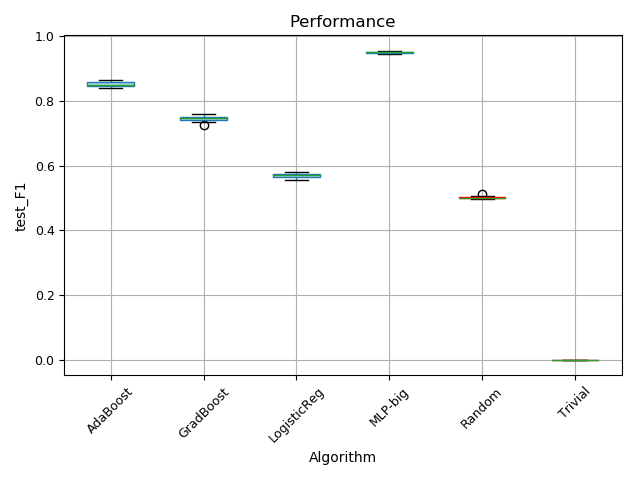 Performance
1.0
0.8
0.6
0.4
0.2
0.0
test_F1
AdaBoost
GradBoost
LogisticReg
MLP-big
Random
Trivial
Algorithm